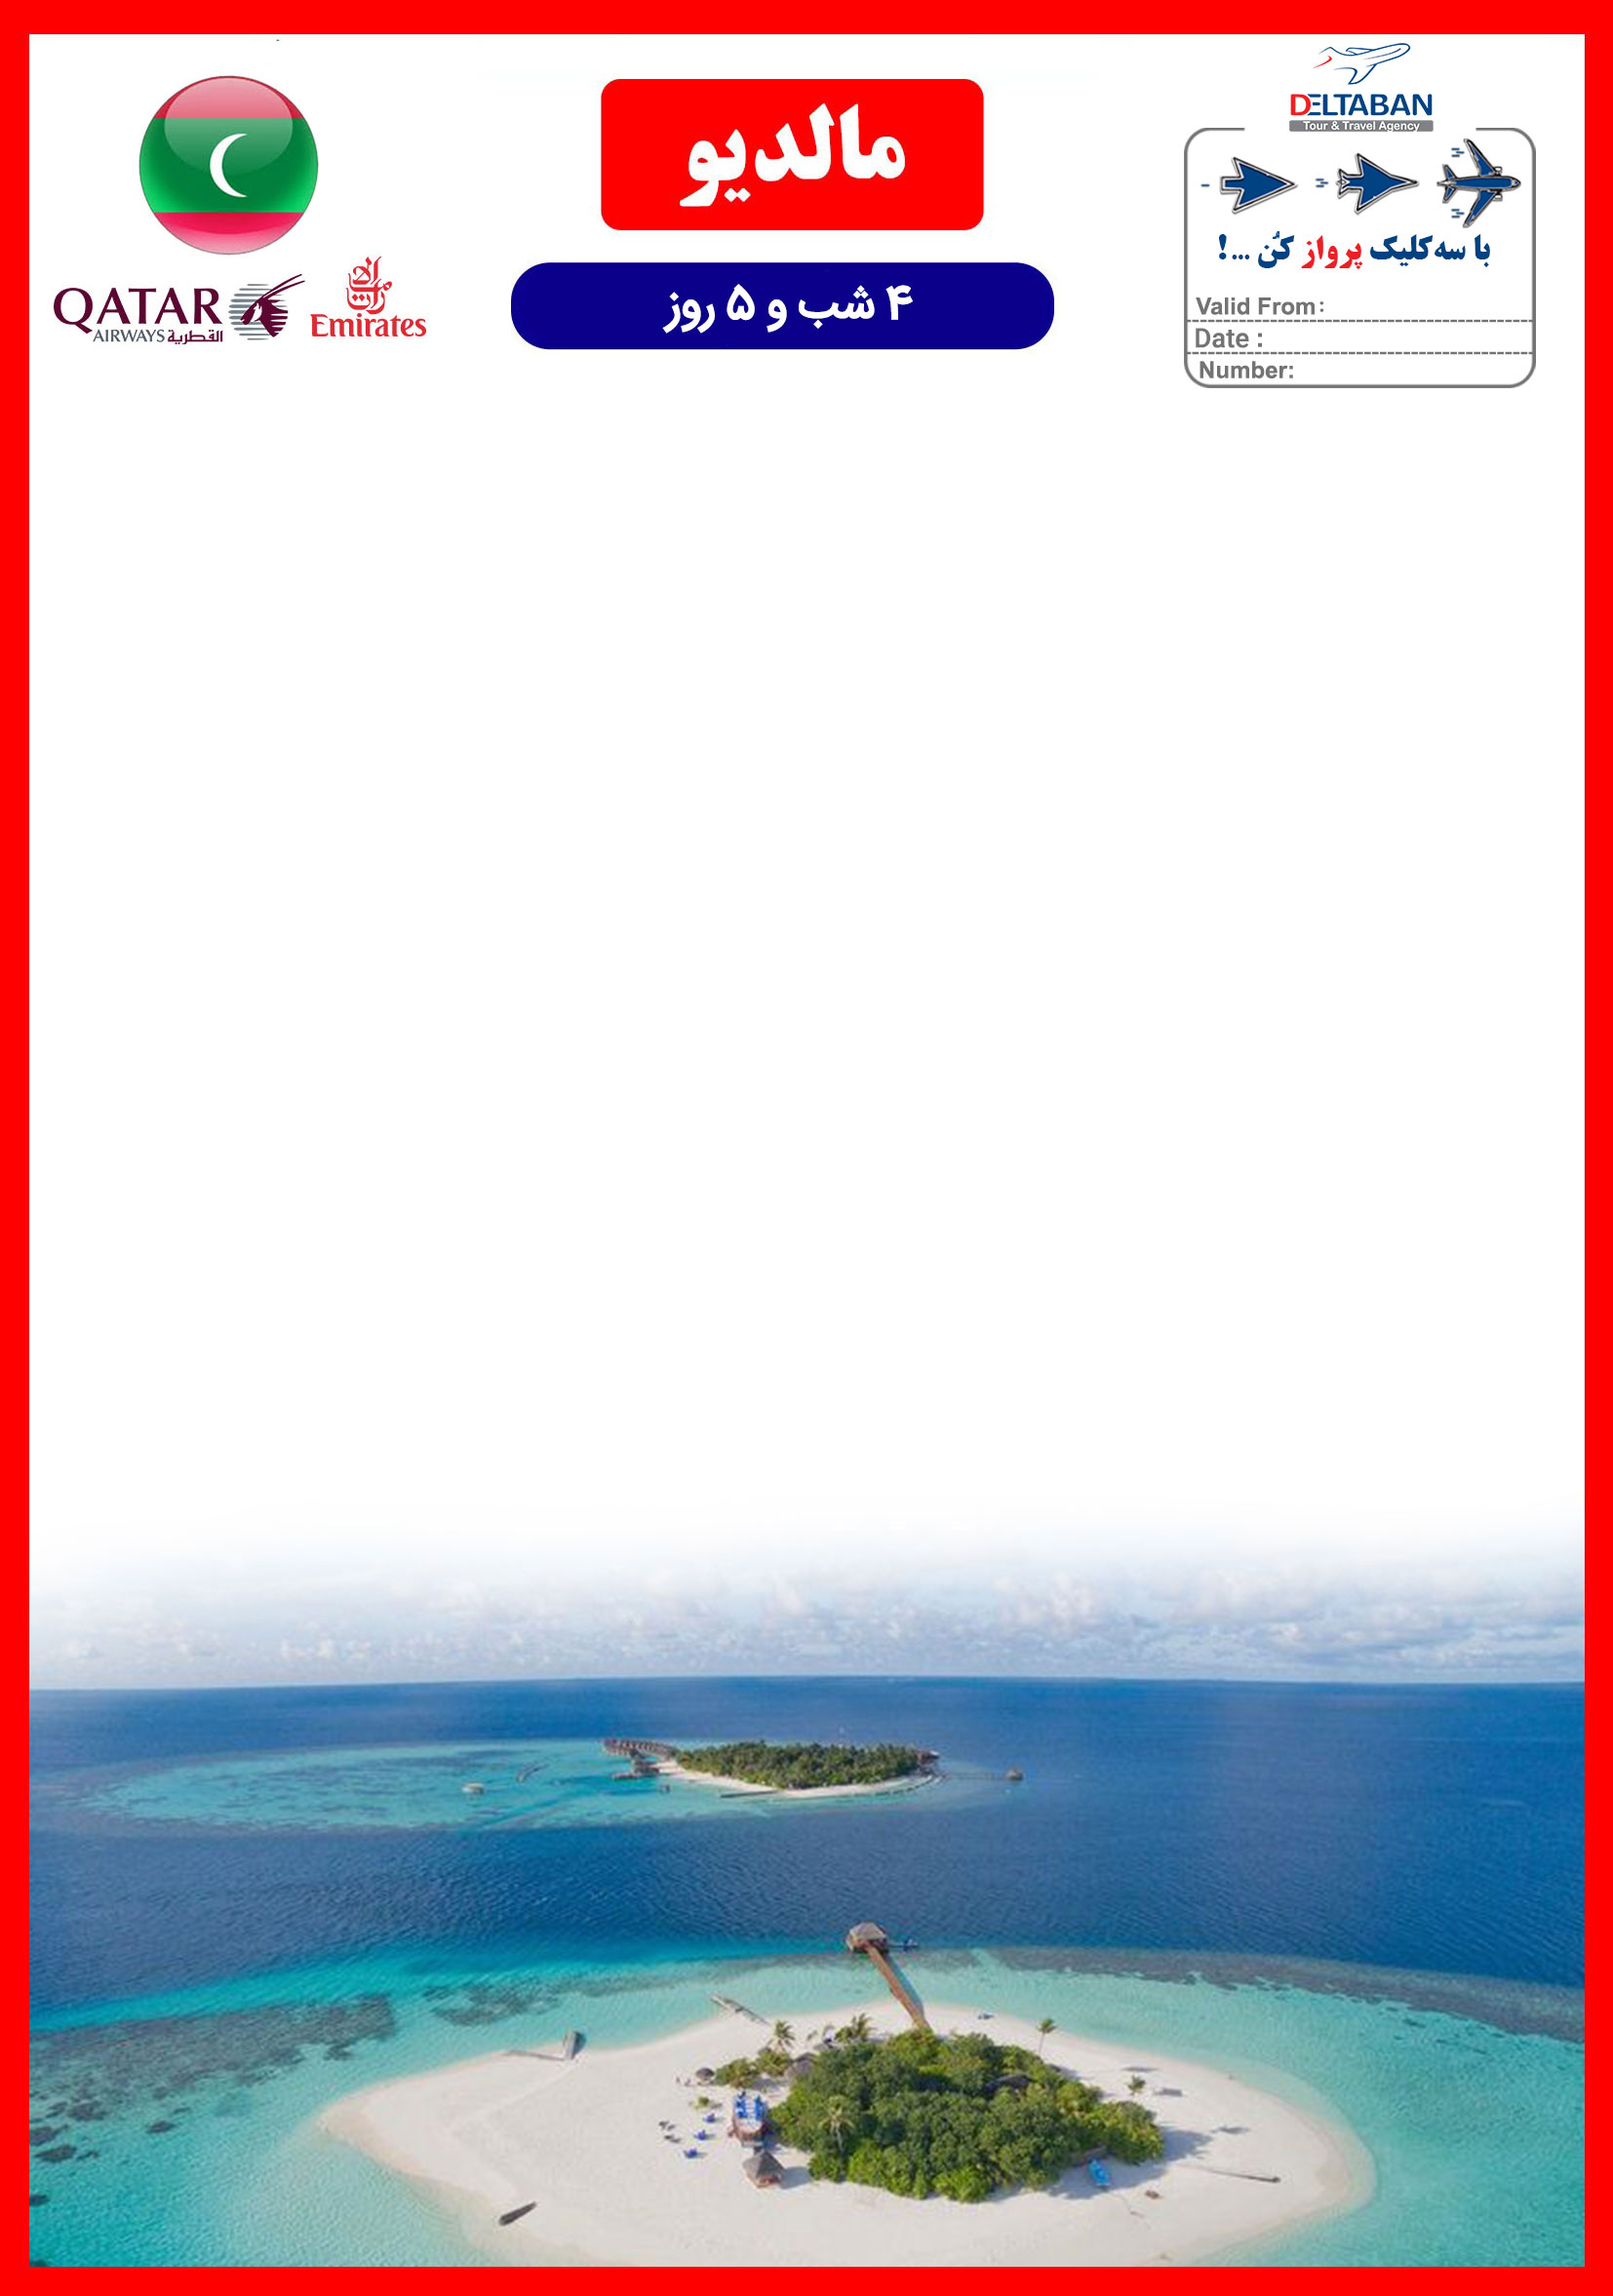 DELTABAN
Tour & Travel Agency
با سه کلیک پرواز کُن ...!
Valid From:
Date :
Number:
مالدیو
۴ شب و ۵ روز
QATAR
AIRWAYS القطرية
الإمارات
Emirates